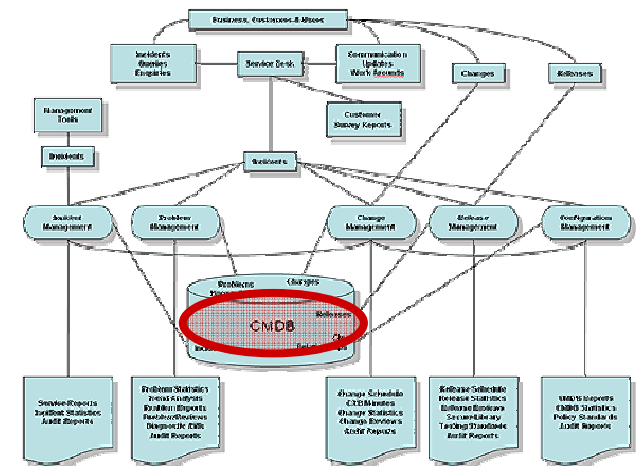 Business, Customers & Users
Incidents
Queries
Enquiries
Service Desk
Communication
Updates
Work Arounds
Changes
Releases
Management
Tools
Customer
Survey Reports
Incidents
Incidents
Incident
Management
Problem
Management
Change
Management
Release
Management
Configuration
Management
Problems
Changes
Releases
CMDB
Service Reports
Incident Statistics
Audit Reports
Problem Statistics
Trend Analysis
Problem Reports
Problem Reviews
Diagnostic Aids
Audit Reports
Change Schedule
CAB Minutes
Change Statistics
Change Reviews
Audit Reports
Release Schedule
Release Statistics
Release Reviews
Secure Library
Testing Standards
Audit Reports
CMDB Reports
CMDB Statistics
Policy Standards
Audit Reports